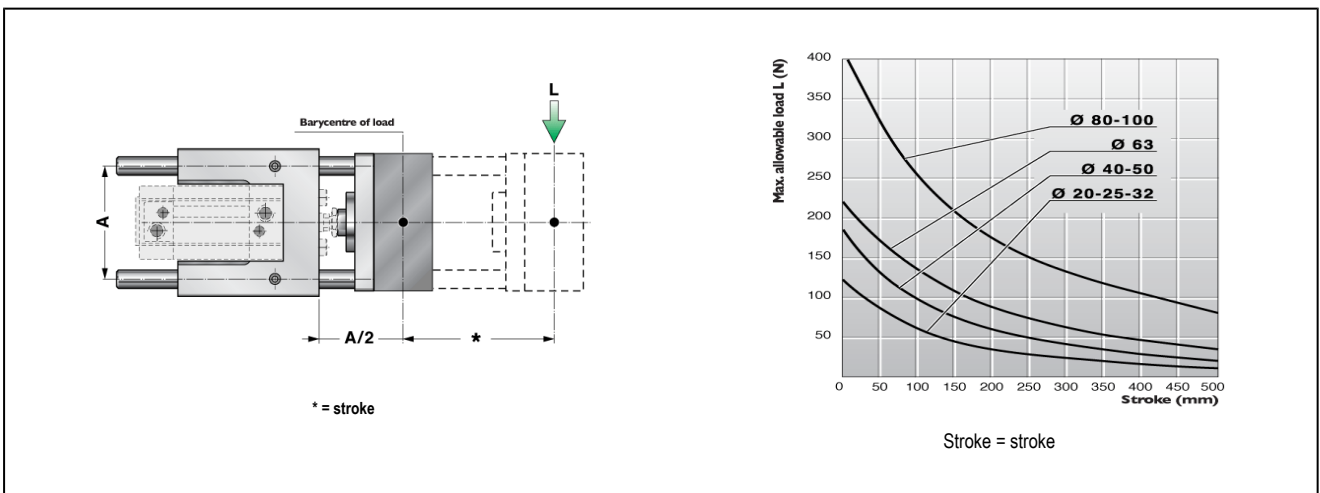 L
Barycentre of load
A
A/2
*
* = stroke
Max. allowable load L (N)
400
350
300
250
200
150
100
50
Ø 80-100
Ø 63
Ø 40-50
Ø 20-25-32
0 50 100 150 200 250 300 350 400 450 500
Stroke (mm)
Stroke = stroke